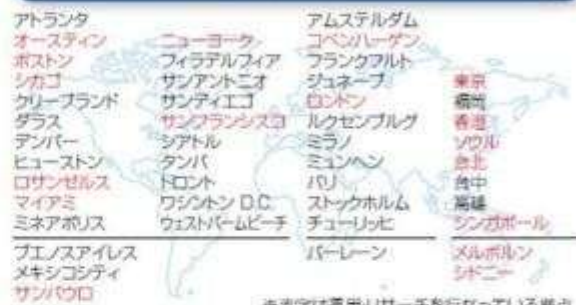 アトランタ
オースティン
ボストン
シカゴ
クリーブランド
ダラス
デンバー
ヒューストン
ロサンゼルス
マイアミ
ミネアポリス
ニューヨーク
フィラデルフィア
サンアントニオ
サンディエゴ
サンフランシスコ
シアトル
タンパ
トロント
ワシントン D.C.
ウェストパームビーチ
アムステルダム
コペンハーゲン
フランクフルト
ジュネーブ
ロンドン
ルクセンブルグ
ミラノ
ミュンヘン
パリ
ストックホルム
チューリッヒ
東京
福岡
香港
ソウル
台北
台中
高雄
シンガポール
ブエノスアイレス
メキシコシティ
サンパウロ
バーレーン
メルボルン
シドニー